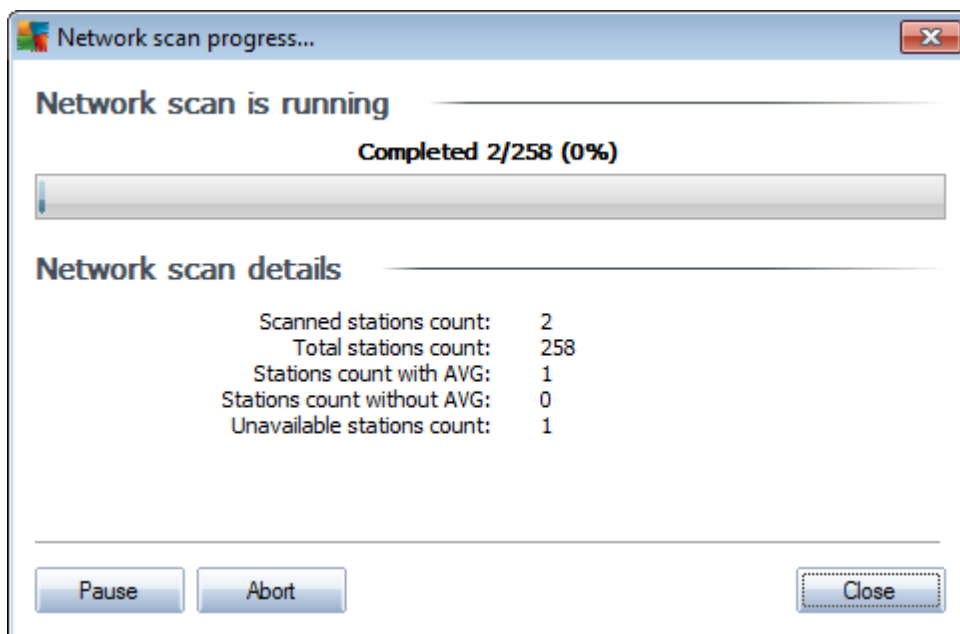 Network scan progress...
Network scan is running
Completed 2/258 (0%)
Network scan details
Scanned stations count: 2
Total stations count: 258
Stations count with AVG: 1
Stations count without AVG: 0
Unavailable stations count: 1
Pause Abort Close